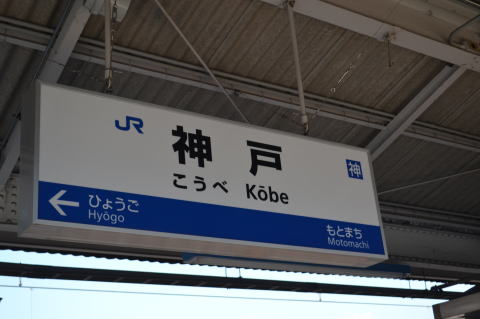 JR 神戸 神
こうべ Kōbe
← ひょうご もとまち
Hyōgo Motomachi